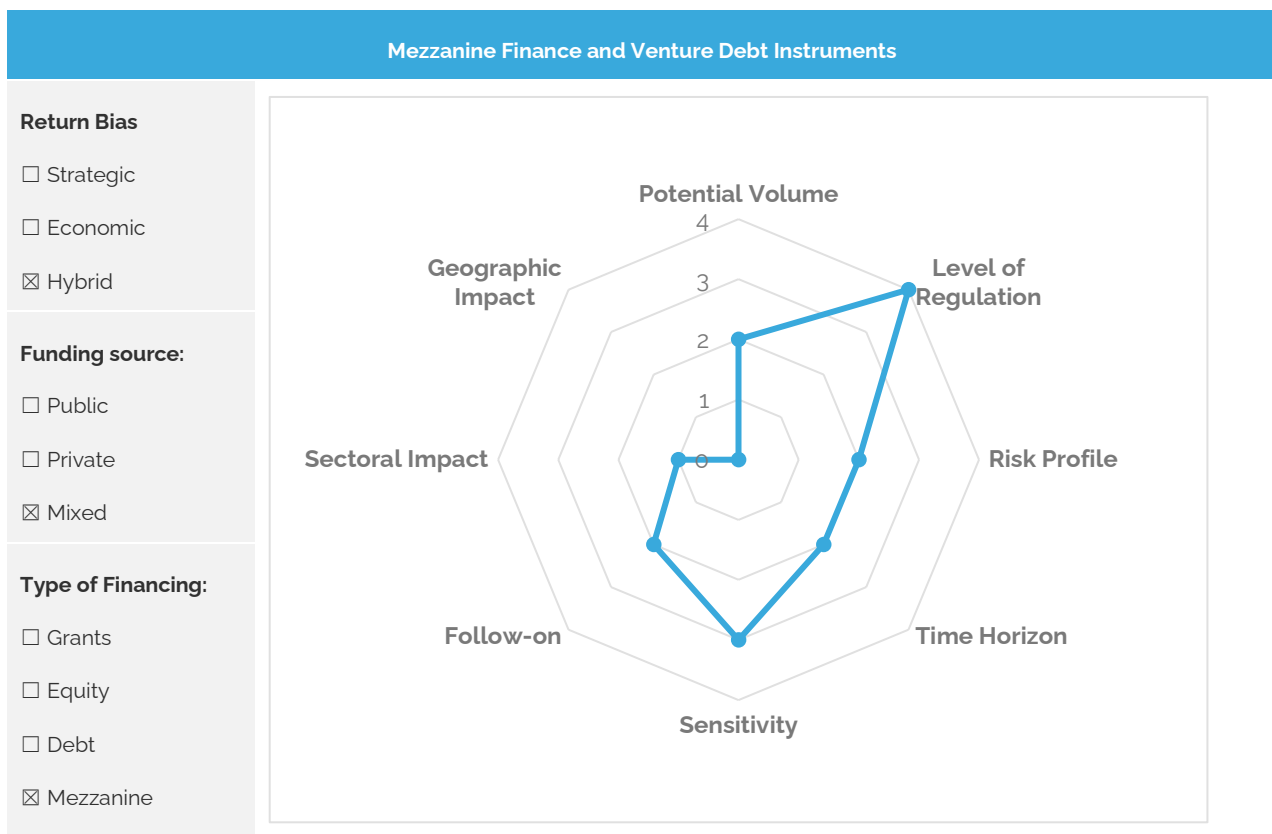 Mezzanine Finance and Venture Debt Instruments
Return Bias
☐ Strategic
☐ Economic
☒ Hybrid
Funding source:
☐ Public
☐ Private
☒ Mixed
Type of Financing:
☐ Grants
☐ Equity
☐ Debt
☒ Mezzanine
Potential Volume
4
3
2
1
0
Level of
Regulation
Risk Profile
Time Horizon
Sensitivity
Follow-on
Sectoral Impact
Geographic
Impact